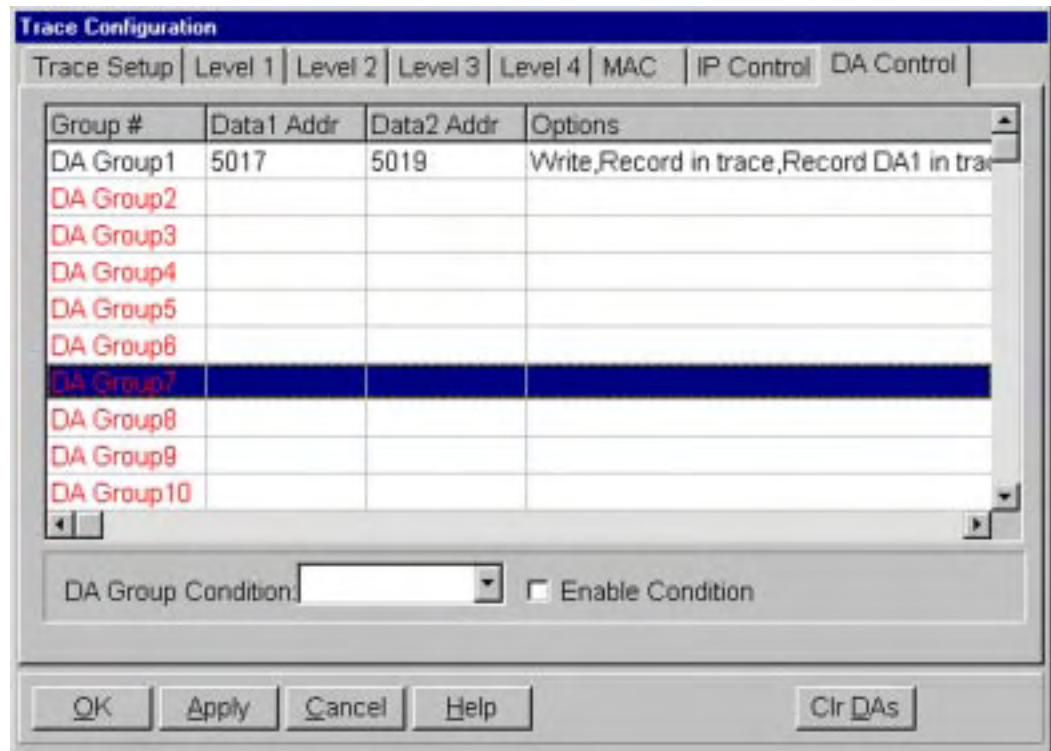 Trace Configuration
Trace Setup Level 1 Level 2 Level 3 Level 4 MAC IP Control DA Control
Group # Data1 Addr Data2 Addr Options
DA Group1 5017 5019 Write,Record in trace,Record DA1 in trac
DA Group2
DA Group3
DA Group4
DA Group5
DA Group6
DA Group7
DA Group8
DA Group9
DA Group10
DA Group Condition: Enable Condition
OK Apply Cancel Help Clr DAs